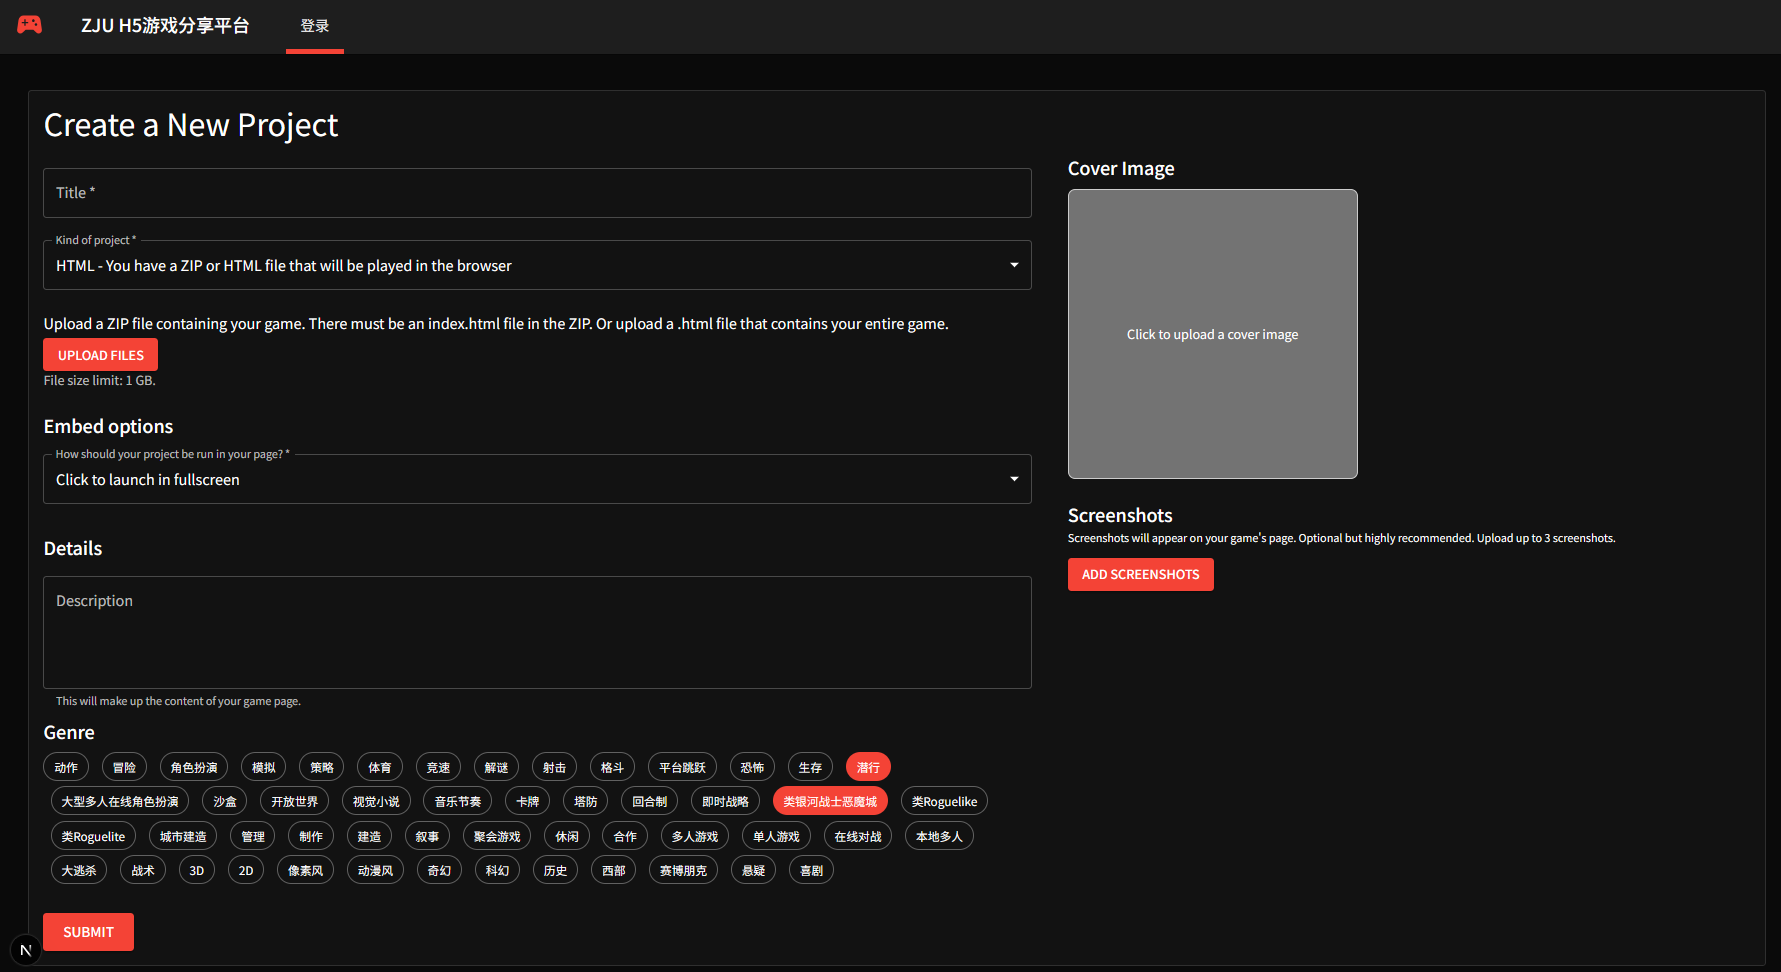 ZJU H5游戏分享平台
登录
Create a New Project
Title *
Kind of project *
HTML - You have a ZIP or HTML file that will be played in the browser
Upload a ZIP file containing your game. There must be an index.html file in the ZIP. Or upload a .html file that contains your entire game.
UPLOAD FILES
File size limit: 1 GB.
Embed options
How should your project be run in your page? *
Click to launch in fullscreen
Details
Description
This will make up the content of your game page.
Genre
动作 冒险 角色扮演 模拟 策略 体育 竞速 解谜 射击 格斗 平台跳跃 恐怖 生存 潜行
大型多人在线角色扮演 沙盒 开放世界 视觉小说 音乐节奏 卡牌 塔防 回合制 即时战略 类银河战士恶魔城 类Roguelike
类Roguelite 城市建造 管理 制作 建造 叙事 聚会游戏 休闲 合作 多人游戏 单人游戏 在线对战 本地多人
大逃杀 战术 3D 2D 像素风 动漫风 奇幻 科幻 历史 西部 赛博朋克 悬疑 喜剧
SUBMIT
N
Cover Image
Click to upload a cover image
Screenshots
Screenshots will appear on your game's page. Optional but highly recommended. Upload up to 3 screenshots.
ADD SCREENSHOTS